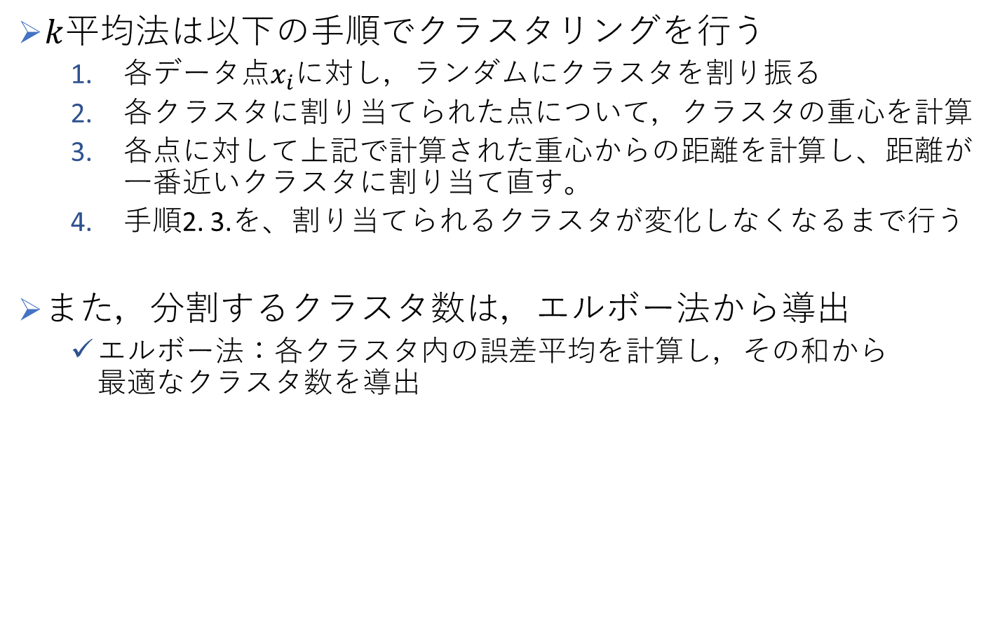 ➢k平均法は以下の手順でクラスタリングを行う
1. 各データ点xᵢに対し，ランダムにクラスタを割り振る
2. 各クラスタに割り当てられた点について，クラスタの重心を計算
3. 各点に対して上記で計算された重心からの距離を計算し、距離が
一番近いクラスタに割り当て直す。
4. 手順2. 3.を、割り当てられるクラスタが変化しなくなるまで行う
➢また，分割するクラスタ数は，エルボー法から導出
✓エルボー法：各クラスタ内の誤差平均を計算し，その和から
最適なクラスタ数を導出